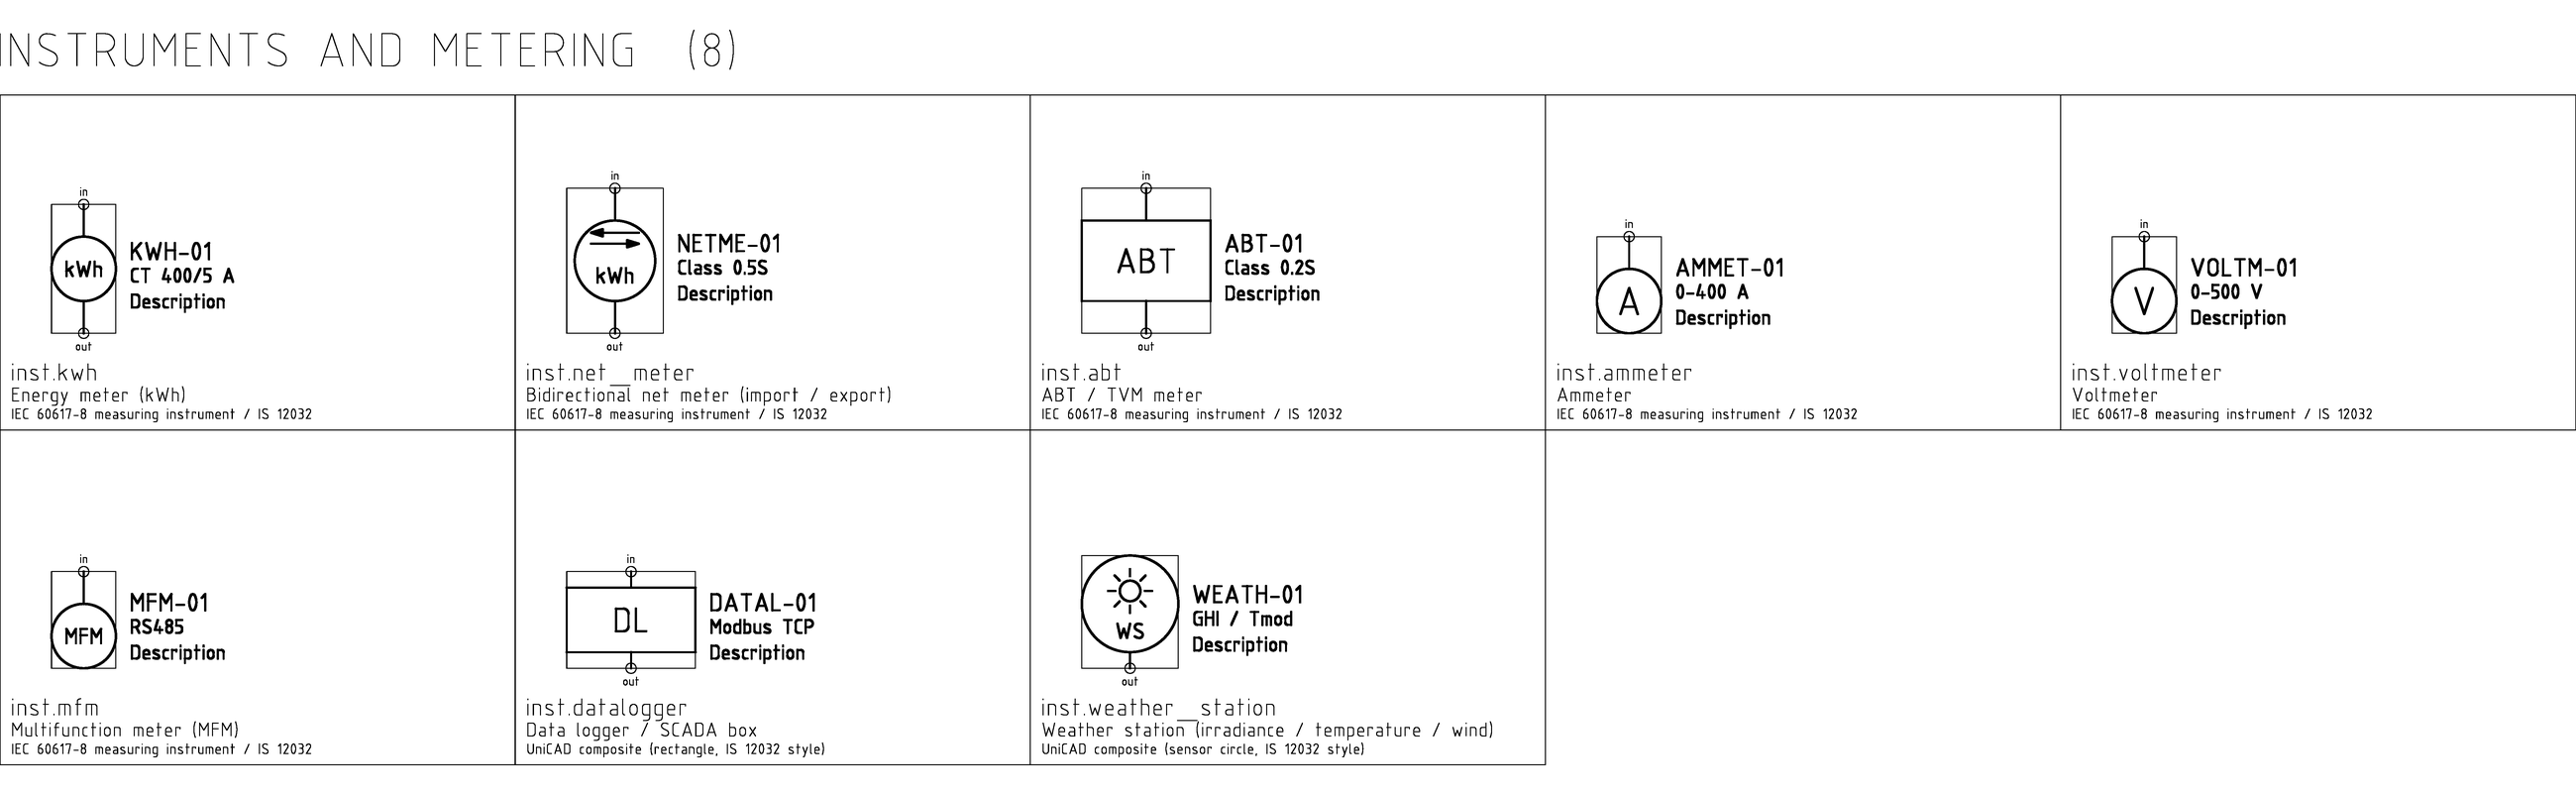 INSTRUMENTS AND METERING (8)
in
kWh
out
KWH-01
CT 400/5 A
Description
inst.kwh
Energy meter (kWh)
IEC 60617-8 measuring instrument / IS 12032
in
kWh
out
NETME-01
Class 0.5S
Description
inst.net_meter
Bidirectional net meter (import / export)
IEC 60617-8 measuring instrument / IS 12032
in
ABT
out
ABT-01
Class 0.2S
Description
inst.abt
ABT / TVM meter
IEC 60617-8 measuring instrument / IS 12032
in
A
AMMET-01
0-400 A
Description
inst.ammeter
Ammeter
IEC 60617-8 measuring instrument / IS 12032
in
V
VOLTM-01
0-500 V
Description
inst.voltmeter
Voltmeter
IEC 60617-8 measuring instrument / IS 12032
in
MFM
MFM-01
RS485
Description
inst.mfm
Multifunction meter (MFM)
IEC 60617-8 measuring instrument / IS 12032
in
DL
out
DATAL-01
Modbus TCP
Description
inst.datalogger
Data logger / SCADA box
UniCAD composite (rectangle, IS 12032 style)
WS
out
WEATH-01
GHI / Tmod
Description
inst.weather_station
Weather station (irradiance / temperature / wind)
UniCAD composite (sensor circle, IS 12032 style)